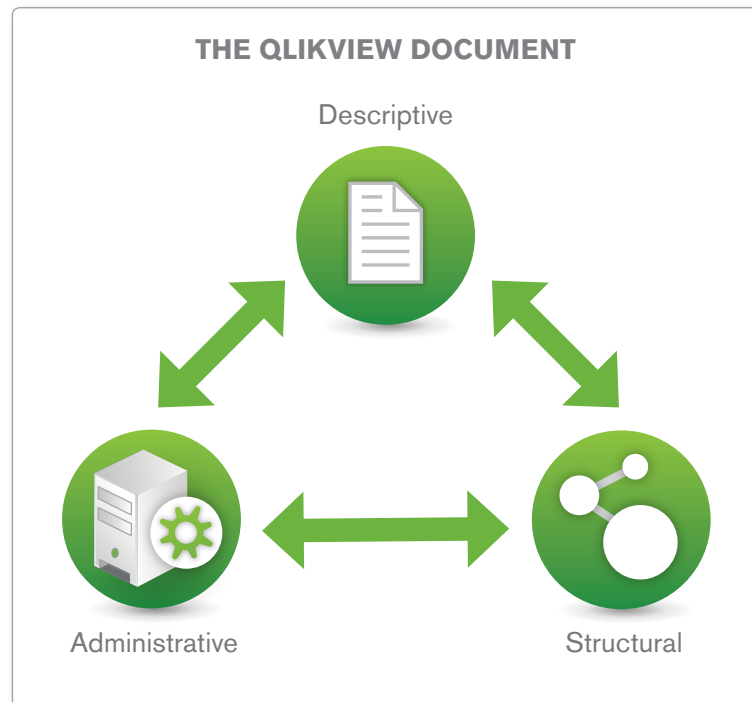 THE QLIKVIEW DOCUMENT
Descriptive
Administrative
Structural